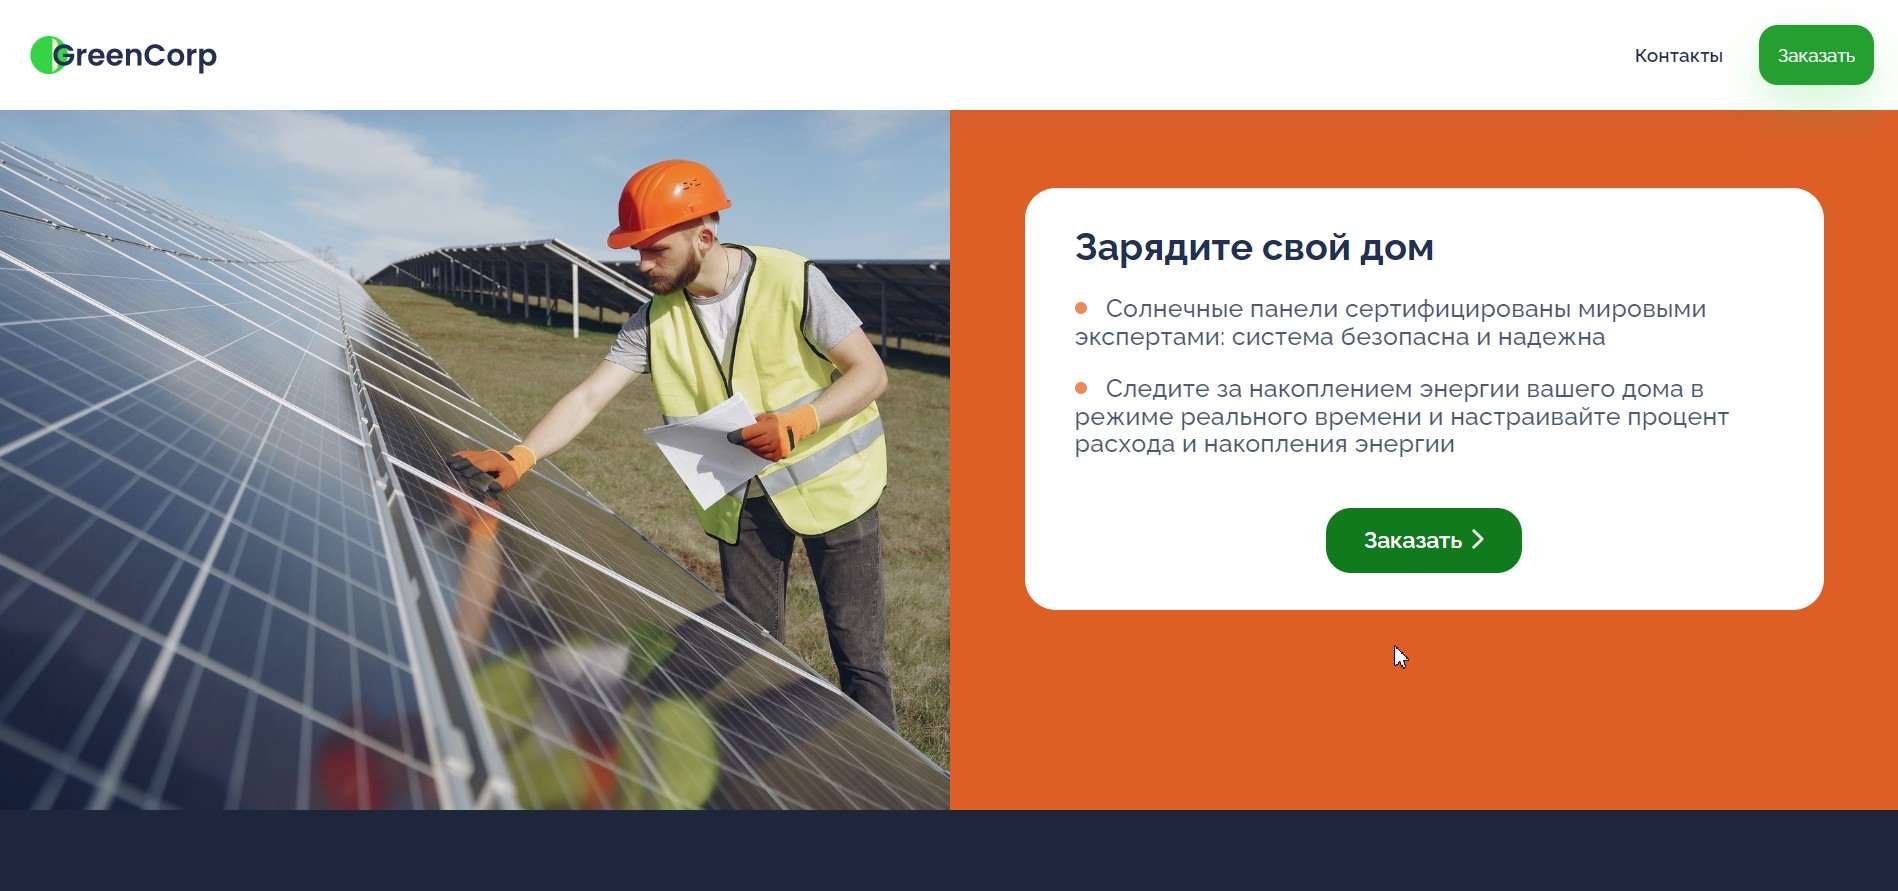 GreenCorp
Контакты
Заказать
Зарядите свой дом
Солнечные панели сертифицированы мировыми
экспертами: система безопасна и надежна
Следите за накоплением энергии вашего дома в
режиме реального времени и настраивайте процент
расхода и накопления энергии
Заказать